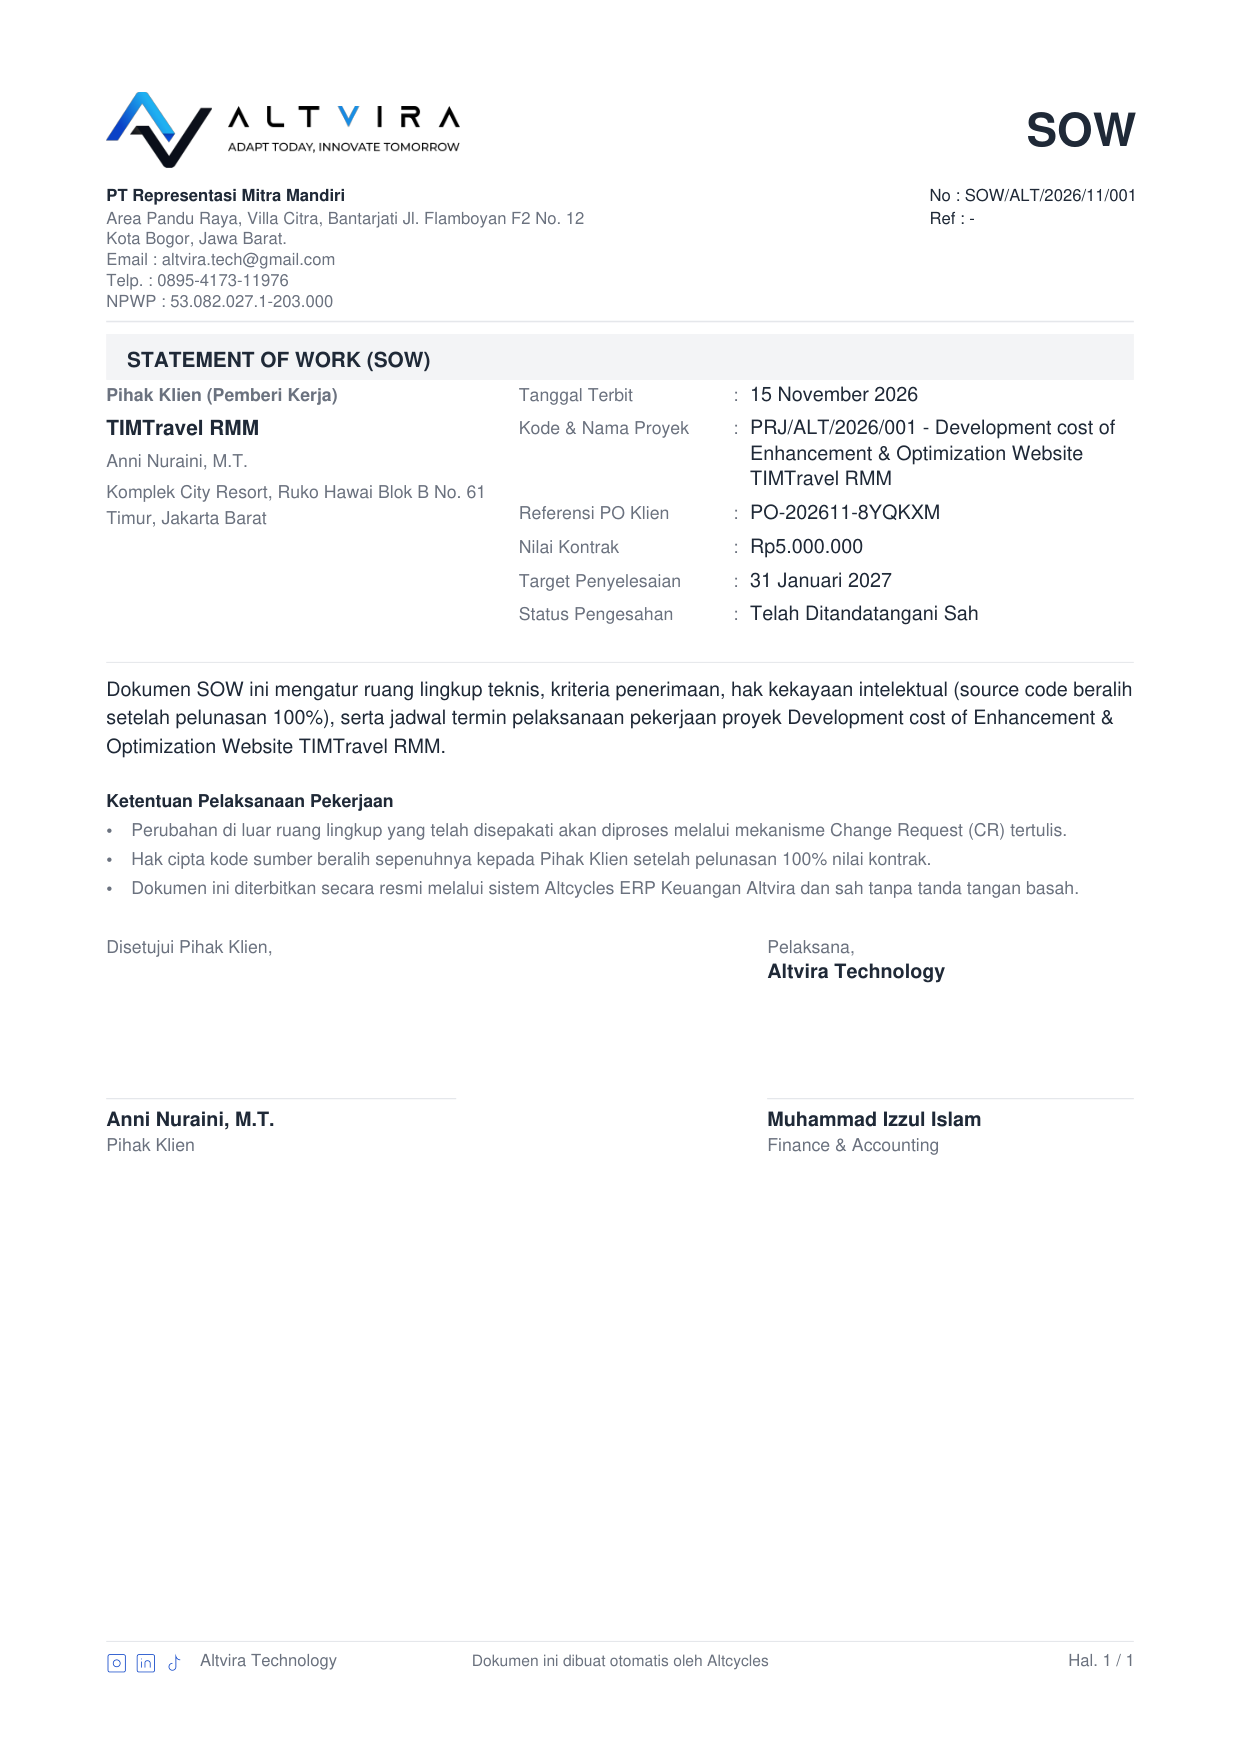 ALTVIRA
ADAPT TODAY, INNOVATE TOMORROW
SOW
PT Representasi Mitra Mandiri
Area Pandu Raya, Villa Citra, Bantarjati Jl. Flamboyan F2 No. 12
Kota Bogor, Jawa Barat.
Email : altvira.tech@gmail.com
Telp. : 0895-4173-11976
NPWP : 53.082.027.1-203.000
No : SOW/ALT/2026/11/001
Ref : -
STATEMENT OF WORK (SOW)
Pihak Klien (Pemberi Kerja)
TIMTravel RMM
Anni Nuraini, M.T.
Komplek City Resort, Ruko Hawai Blok B No. 61
Timur, Jakarta Barat
Tanggal Terbit : 15 November 2026
Kode & Nama Proyek : PRJ/ALT/2026/001 - Development cost of
Enhancement & Optimization Website
TIMTravel RMM
Referensi PO Klien : PO-202611-8YQKXM
Nilai Kontrak : Rp5.000.000
Target Penyelesaian : 31 Januari 2027
Status Pengesahan : Telah Ditandatangani Sah
Dokumen SOW ini mengatur ruang lingkup teknis, kriteria penerimaan, hak kekayaan intelektual (source code beralih
setelah pelunasan 100%), serta jadwal termin pelaksanaan pekerjaan proyek Development cost of Enhancement &
Optimization Website TIMTravel RMM.
Ketentuan Pelaksanaan Pekerjaan
• Perubahan di luar ruang lingkup yang telah disepakati akan diproses melalui mekanisme Change Request (CR) tertulis.
• Hak cipta kode sumber beralih sepenuhnya kepada Pihak Klien setelah pelunasan 100% nilai kontrak.
• Dokumen ini diterbitkan secara resmi melalui sistem Altcycles ERP Keuangan Altvira dan sah tanpa tanda tangan basah.
Disetujui Pihak Klien,
Pelaksana,
Altvira Technology
Anni Nuraini, M.T.
Pihak Klien
Muhammad Izzul Islam
Finance & Accounting
Altvira Technology
Dokumen ini dibuat otomatis oleh Altcycles
Hal. 1 / 1